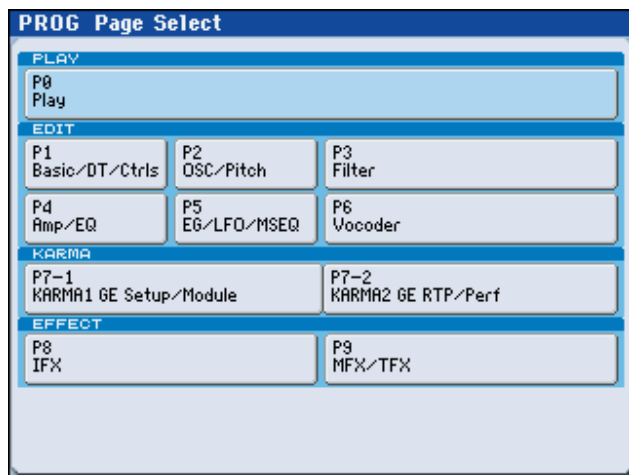 PROG Page Select
PLAY
P0
Play
EDIT
P1
Basic/DT/Ctrls
P2
OSC/Pitch
P3
Filter
P4
Amp/EQ
P5
EG/LFO/MSEQ
P6
Vocoder
KARMA
P7-1
KARMA1 GE Setup/Module
P7-2
KARMA2 GE RTP/Perf
EFFECT
P8
IFX
P9
MFX/TFX